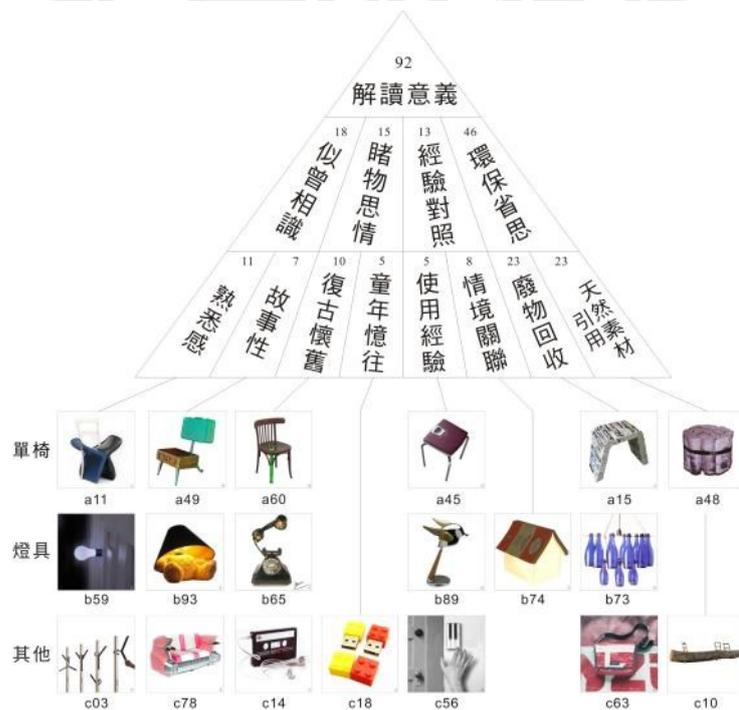 92
解讀意義
18 15 13 46
似曾相識
睹物思情
經驗對照
環保省思
11 7 10 5 5 8 23 23
熟悉感
故事性
復古懷舊
童年憶往
使用經驗
情境關聯
廢物回收
天然素材
引用
單椅
a11 a49 a60 a45 a15 a48
燈具
b59 b93 b65 b89 b74 b73
其他
c03 c78 c14 c18 c56 c63 c10